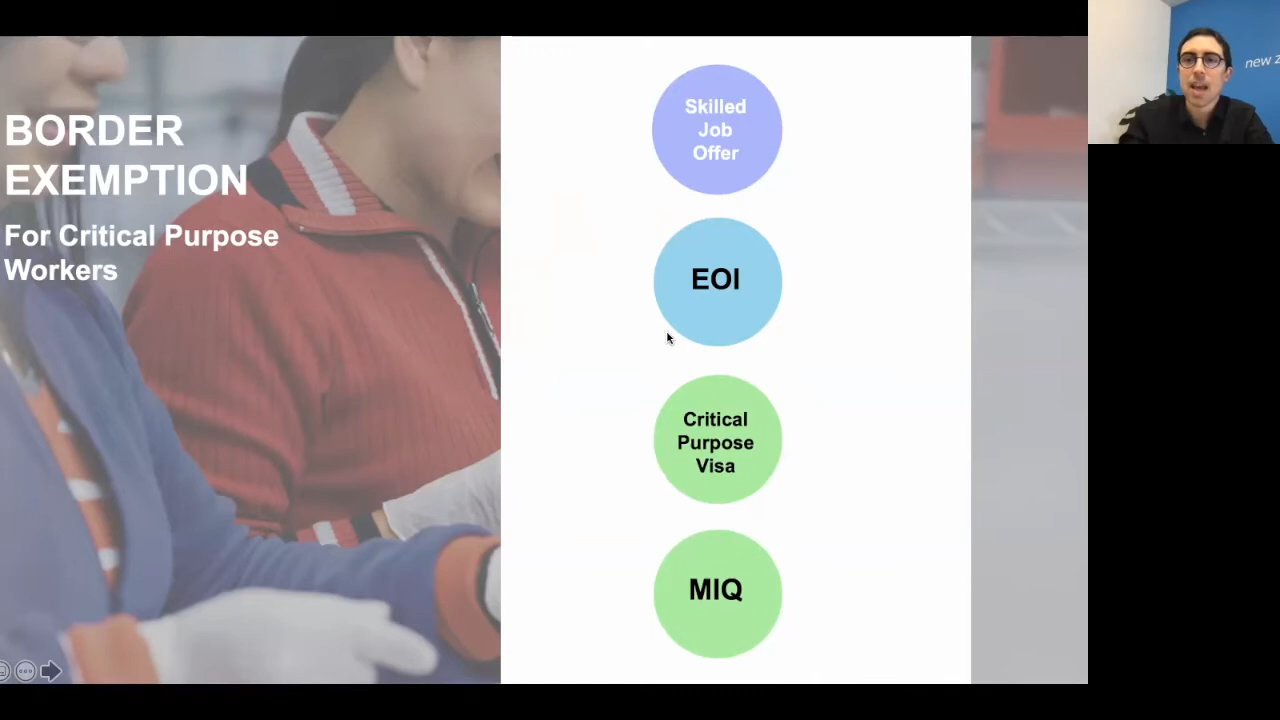 BORDER
EXEMPTION
For Critical Purpose
Workers
Skilled
Job
Offer
EOI
Critical
Purpose
Visa
MIQ
new